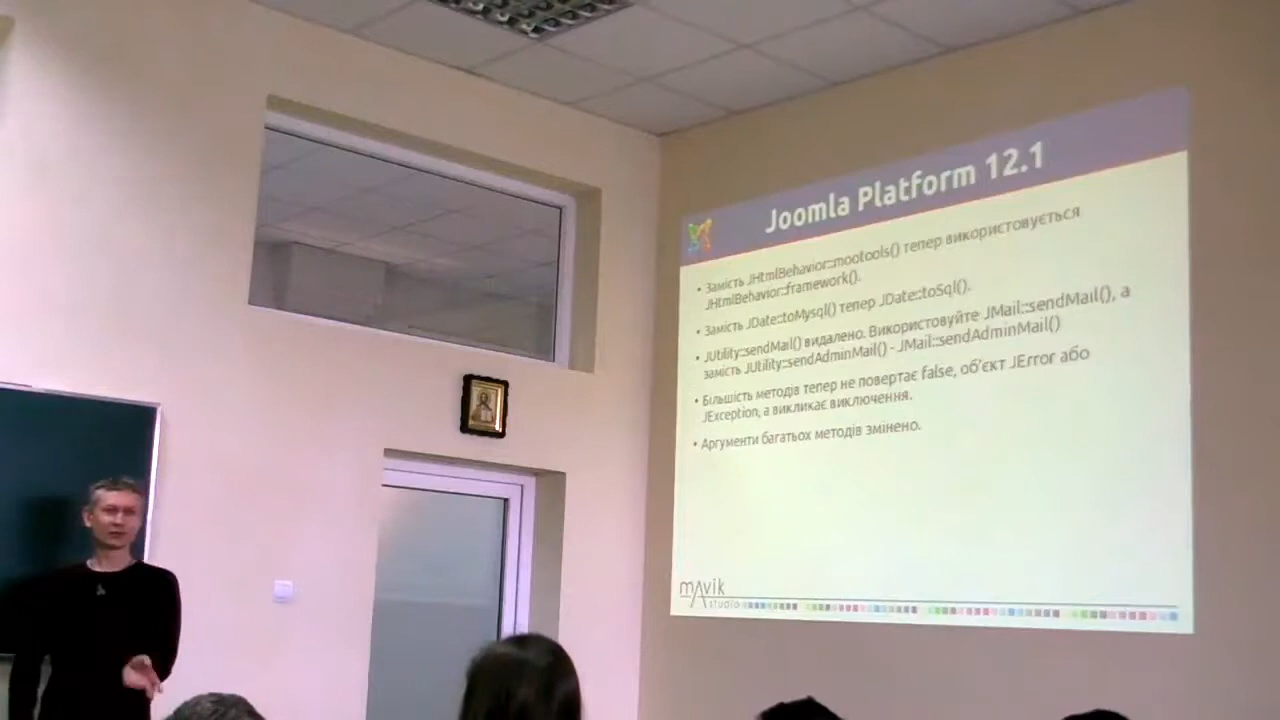 Joomla Platform 12.1
• Замість JHtmlBehavior::mootools() тепер використовується
JHtmlBehavior::framework().
• Замість JDate::toMysql() тепер JDate::toSql().
• JUtility::sendMail() видалено. Використовуйте JMail::sendMail(), а
замість JUtility::sendAdminMail() - JMail::sendAdminMail()
• Більшість методів тепер не повертає false, об'єкт JError або
JException, а викликає виключення.
• Аргументи багатьох методів змінено.
mAvik
studio